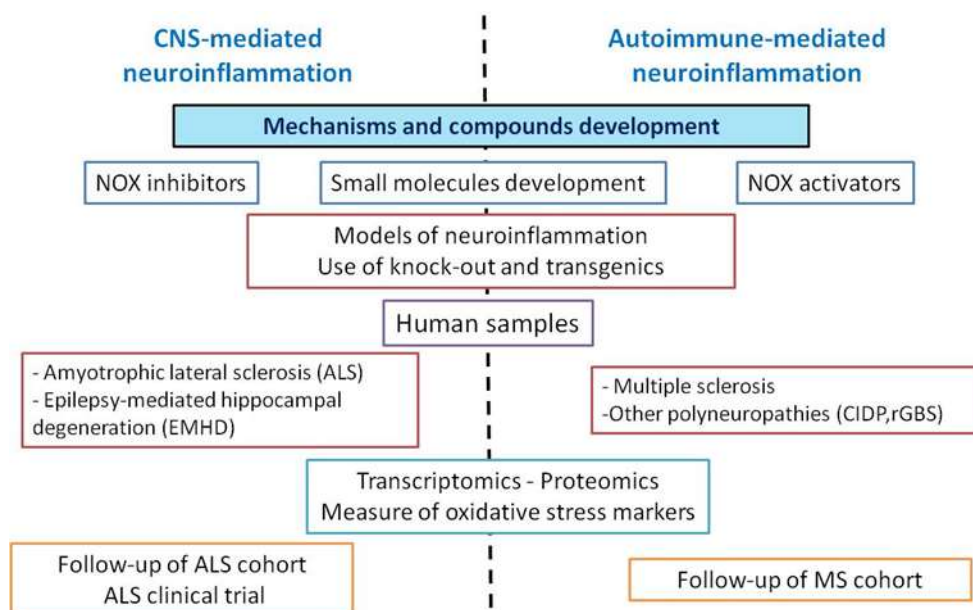 CNS-mediated
neuroinflammation
Autoimmune-mediated
neuroinflammation
Mechanisms and compounds development
NOX inhibitors
Small molecules development
NOX activators
Models of neuroinflammation
Use of knock-out and transgenics
Human samples
- Amyotrophic lateral sclerosis (ALS)
- Epilepsy-mediated hippocampal
degeneration (EMHD)
- Multiple sclerosis
-Other polyneuropathies (CIDP,rGBS)
Transcriptomics - Proteomics
Measure of oxidative stress markers
Follow-up of ALS cohort
ALS clinical trial
Follow-up of MS cohort